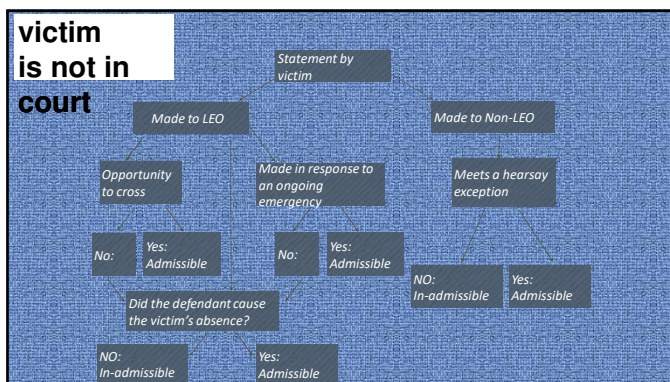 victim
is not in
court
Statement by
victim
Made to LEO
Made to Non-LEO
Opportunity
to cross
Made in response to
an ongoing
emergency
Meets a hearsay
exception
No:
Yes:
Admissible
No:
Yes:
Admissible
NO:
In-admissible
Yes:
Admissible
Did the defendant cause
the victim's absence?
NO:
In-admissible
Yes:
Admissible